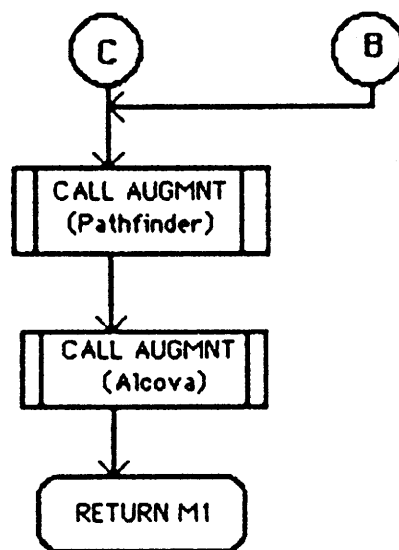 C
B
CALL AUGMNT
(Pathfinder)
CALL AUGMNT
(Alcova)
RETURN M1